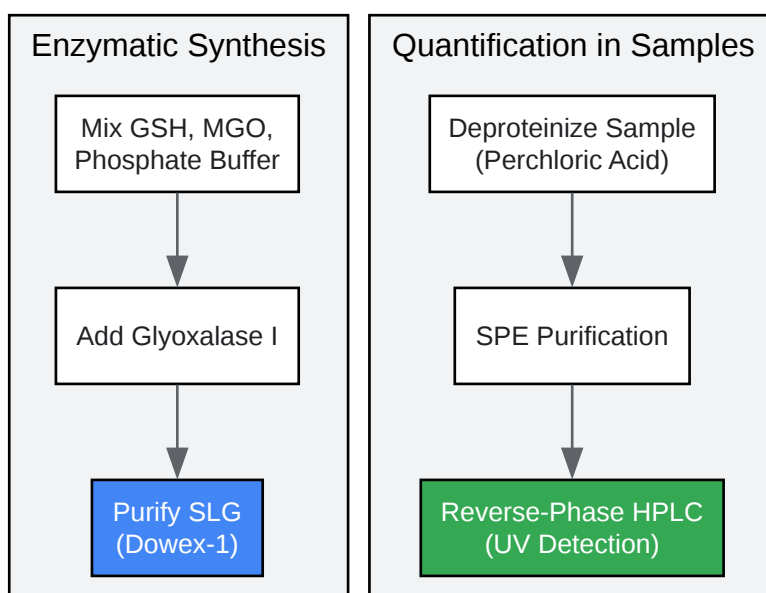 Enzymatic Synthesis
Mix GSH, MGO,
Phosphate Buffer
Add Glyoxalase I
Purify SLG
(Dowex-1)
Quantification in Samples
Deproteinize Sample
(Perchloric Acid)
SPE Purification
Reverse-Phase HPLC
(UV Detection)